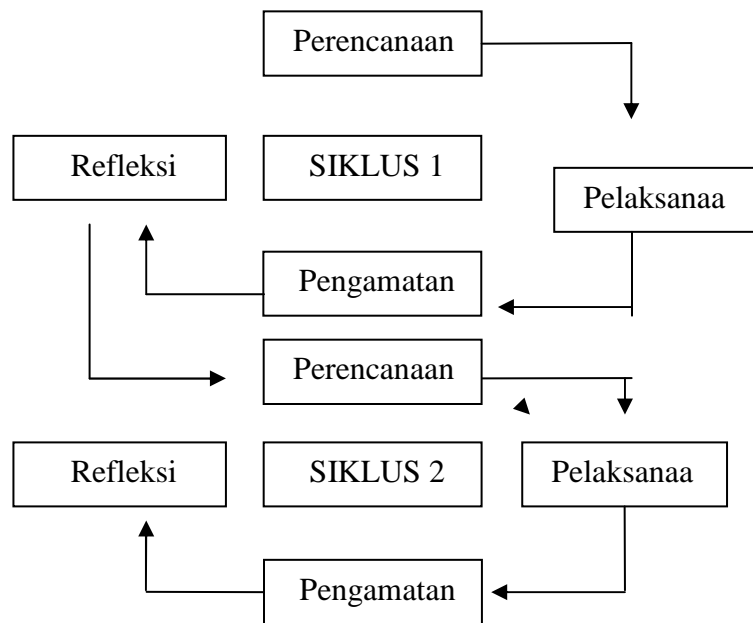 Perencanaan
Refleksi
SIKLUS 1
Pelaksanaa
Pengamatan
Perencanaan
Refleksi
SIKLUS 2
Pelaksanaa
Pengamatan